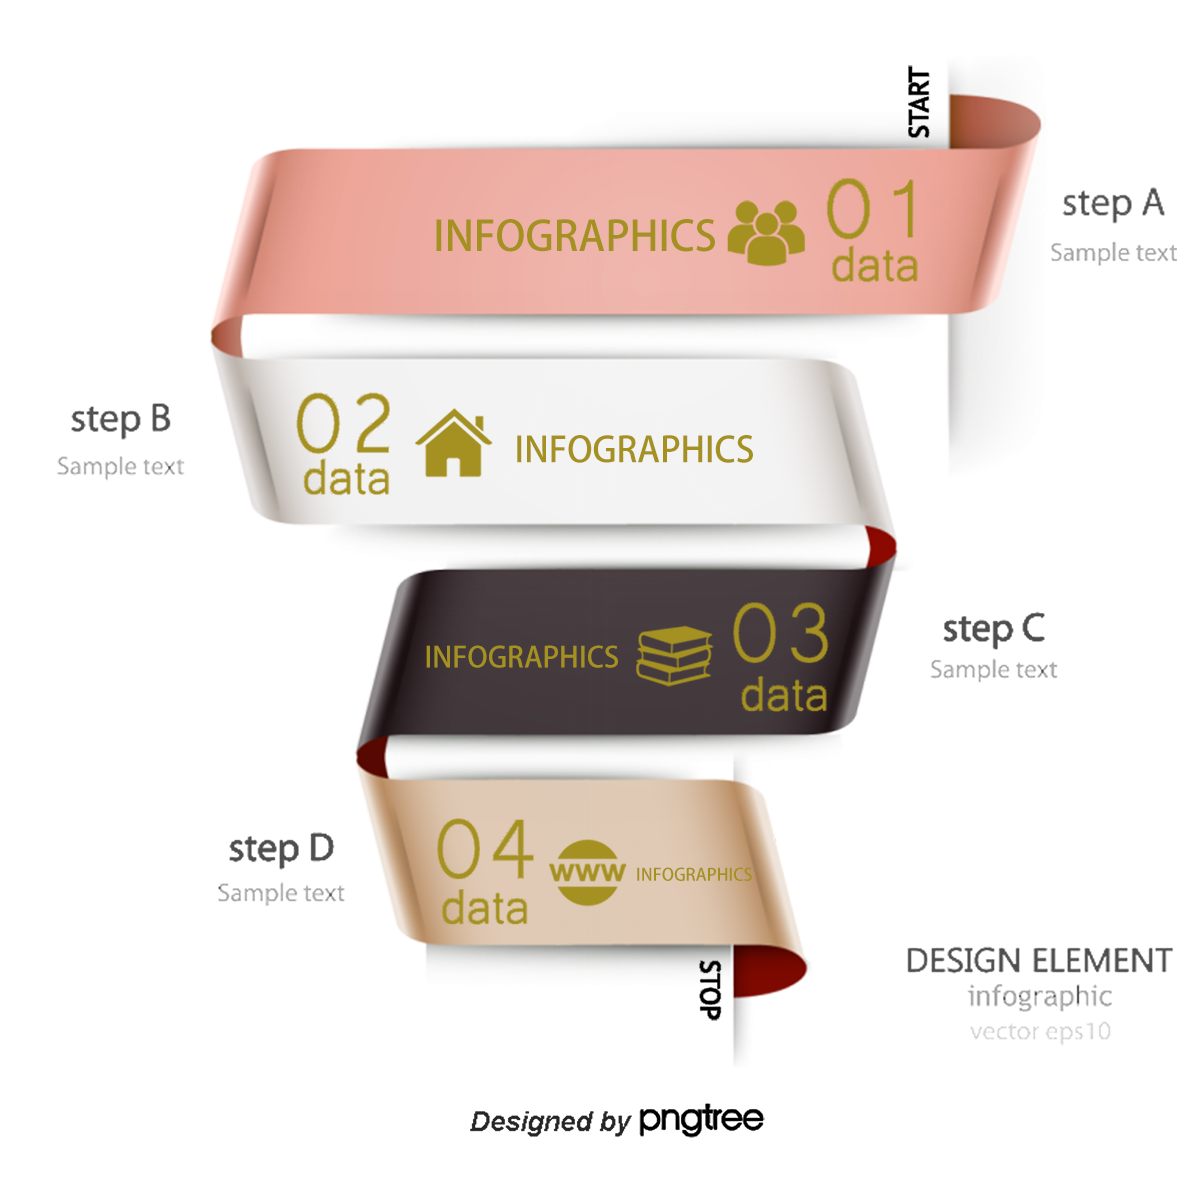 START
INFOGRAPHICS
01
data
step A
Sample text
02
data
INFOGRAPHICS
step B
Sample text
INFOGRAPHICS
03
data
step C
Sample text
04
data
www
INFOGRAPHICS
step D
Sample text
STOP
DESIGN ELEMENT
infographic
vector eps10
Designed by pngtree